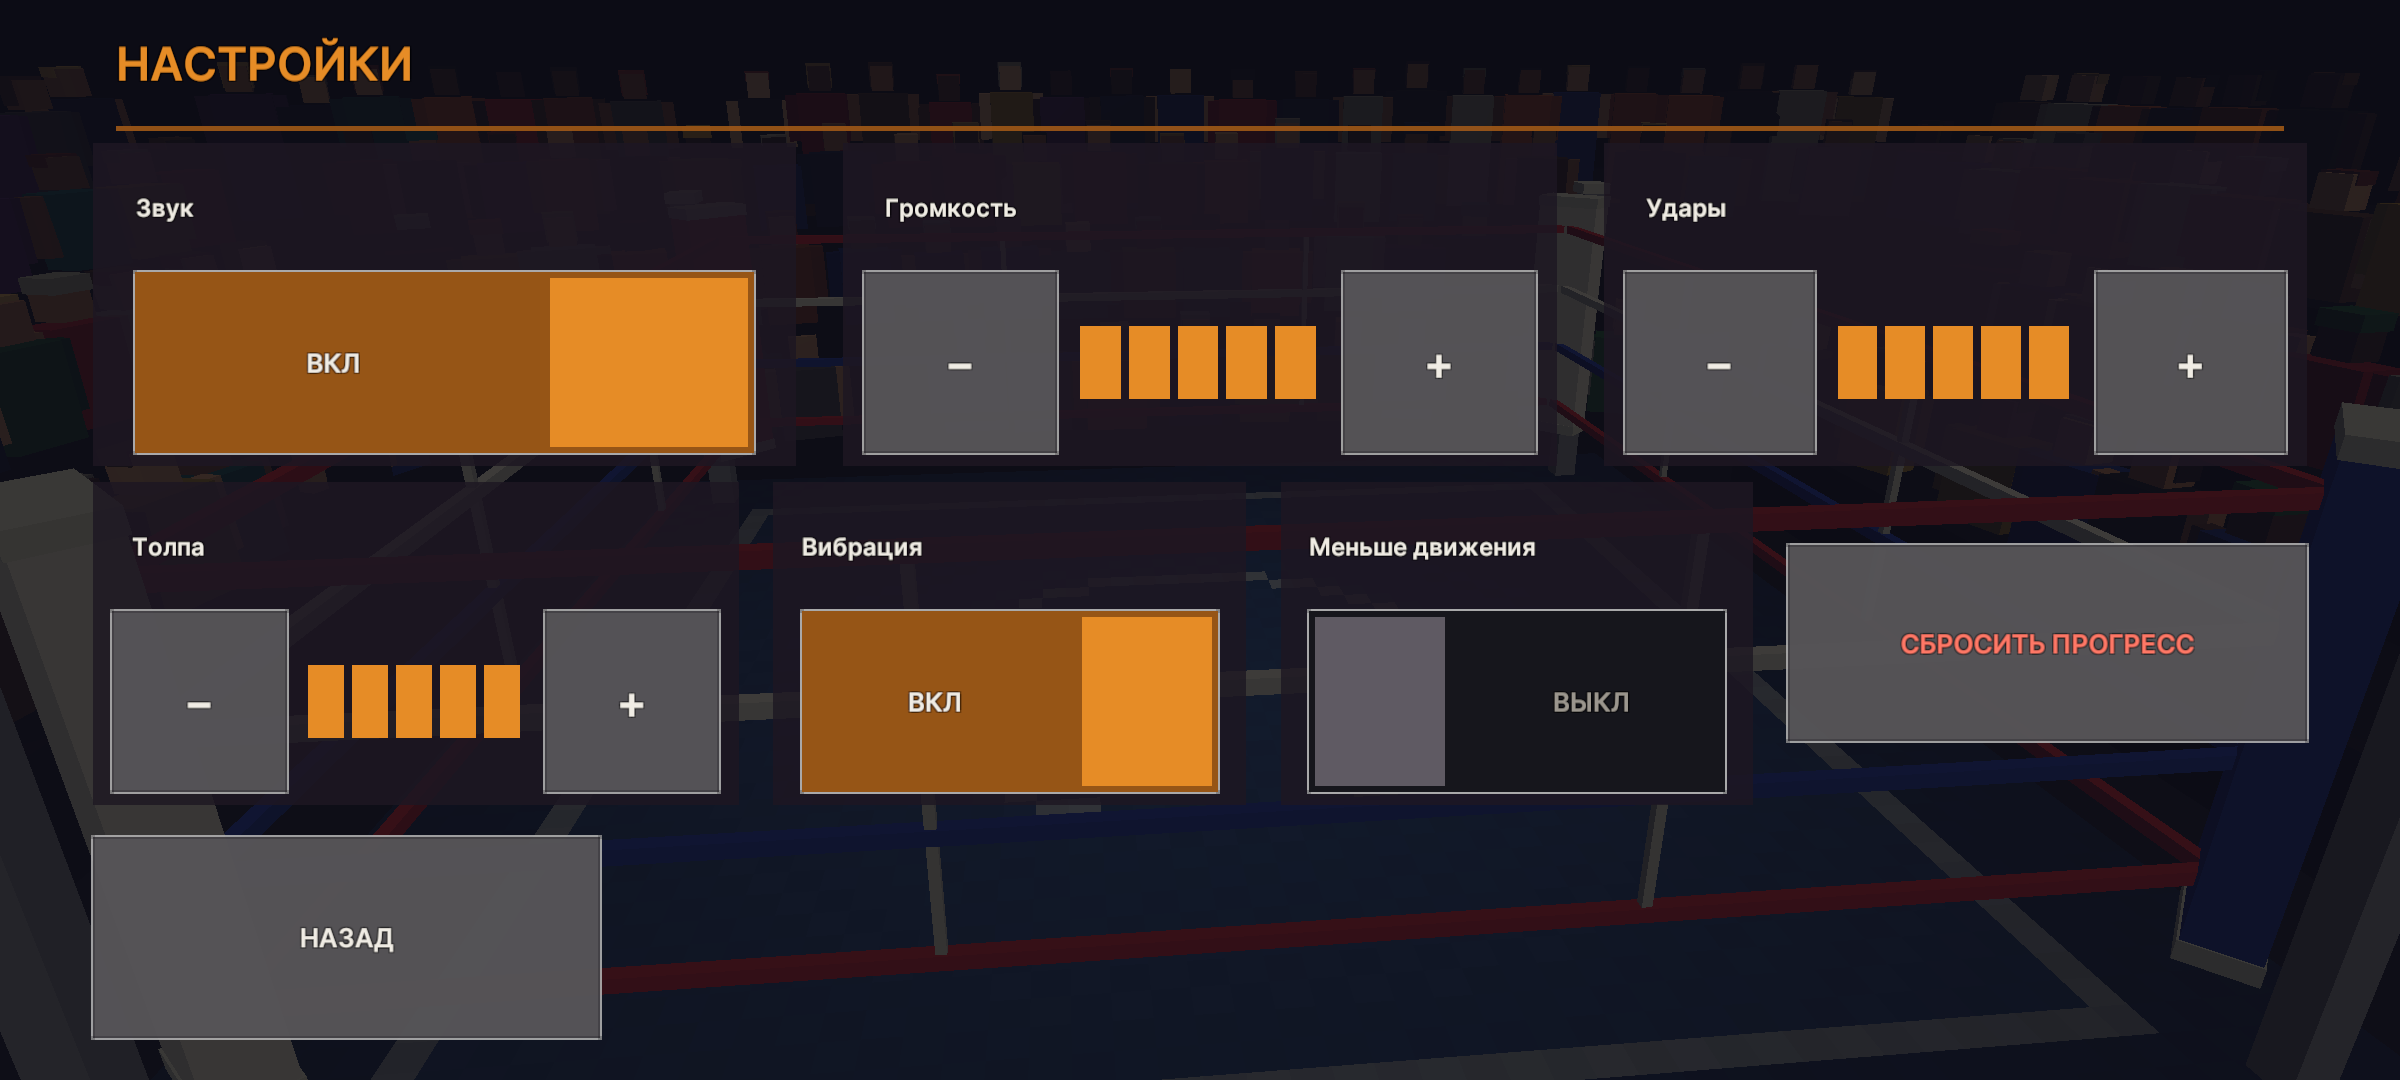 НАСТРОЙКИ
Звук
Громкость
Удары
ВКЛ
− +
− +
Толпа
Вибрация
Меньше движения
− +
ВКЛ
ВЫКЛ
СБРОСИТЬ ПРОГРЕСС
НАЗАД